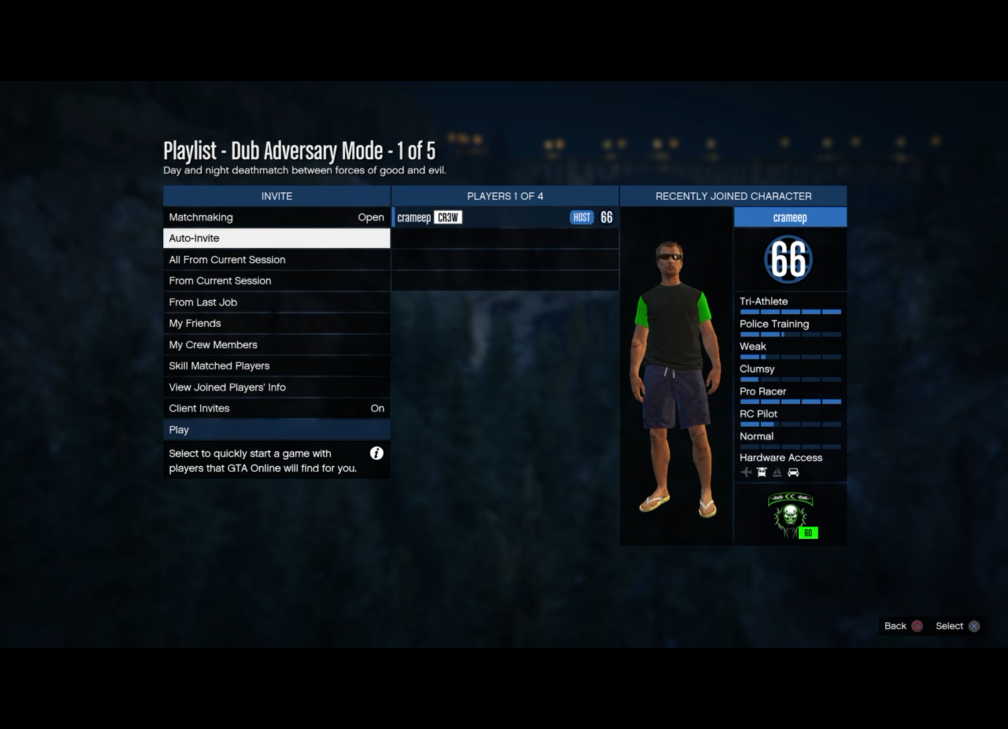 Playlist - Dub Adversary Mode - 1 of 5
Day and night deathmatch between forces of good and evil.
INVITE
Matchmaking Open
Auto-Invite
All From Current Session
From Current Session
From Last Job
My Friends
My Crew Members
Skill Matched Players
View Joined Players' Info
Client Invites On
Play
Select to quickly start a game with
players that GTA Online will find for you.
PLAYERS 1 OF 4
crameep CR3W HOST 66
RECENTLY JOINED CHARACTER
crameep
66
Tri-Athlete
Police Training
Weak
Clumsy
Pro Racer
RC Pilot
Normal
Hardware Access
CC
Back Select